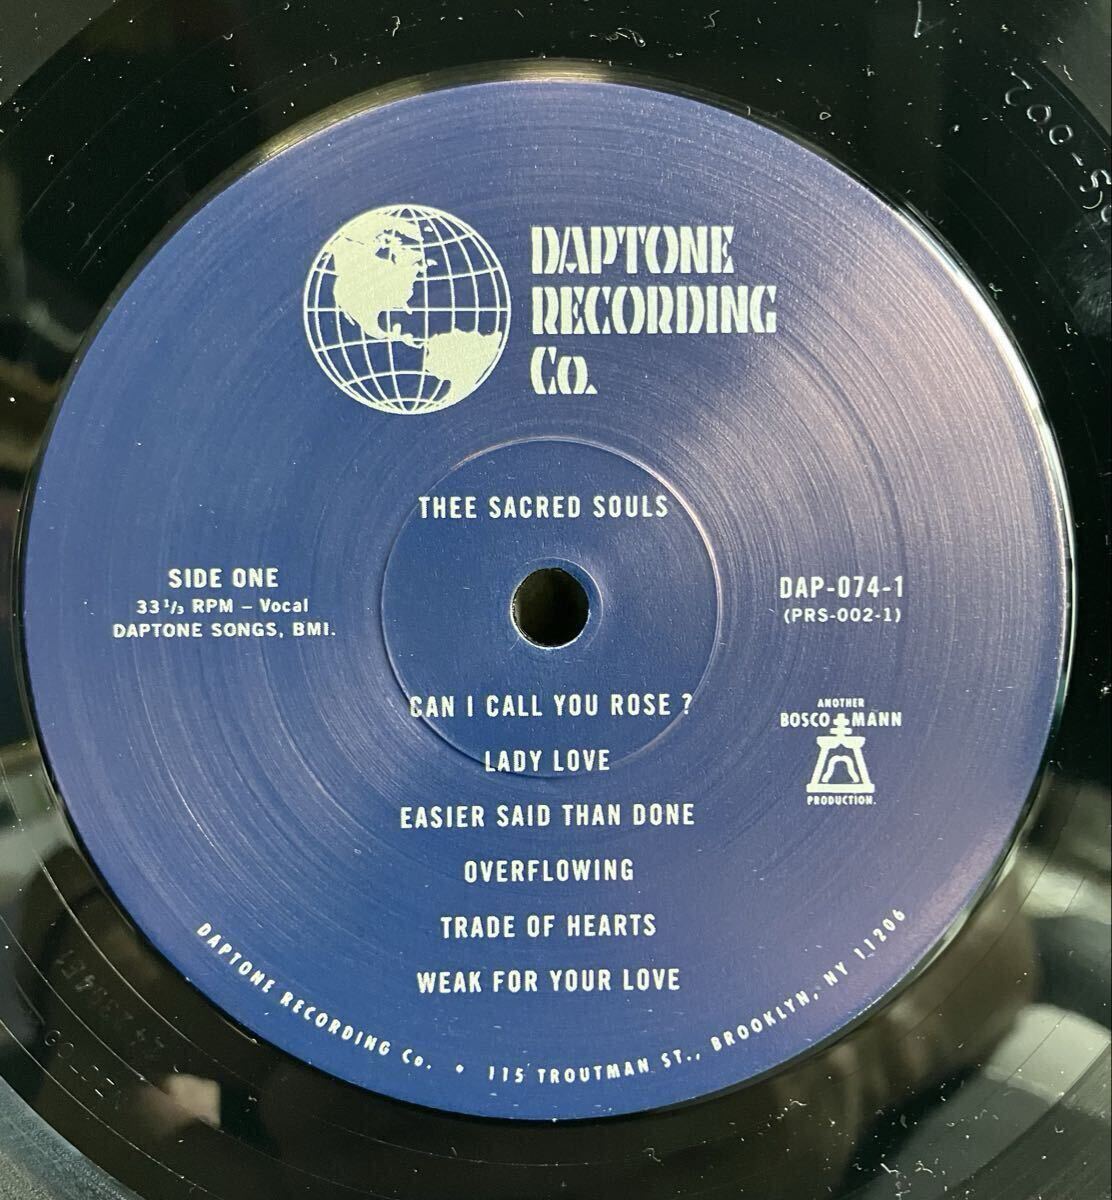 DAPTONE
RECORDING
Co.
THEE SACRED SOULS
SIDE ONE
33 1/3 RPM – Vocal
DAPTONE SONGS, BMI.
DAP-074-1
(PRS-002-1)
CAN I CALL YOU ROSE ?
LADY LOVE
EASIER SAID THAN DONE
OVERFLOWING
TRADE OF HEARTS
WEAK FOR YOUR LOVE
ANOTHER
BOSCO MANN
PRODUCTION.
DAPTONE RECORDING Co. • 115 TROUTMAN ST., BROOKLYN, NY 11206